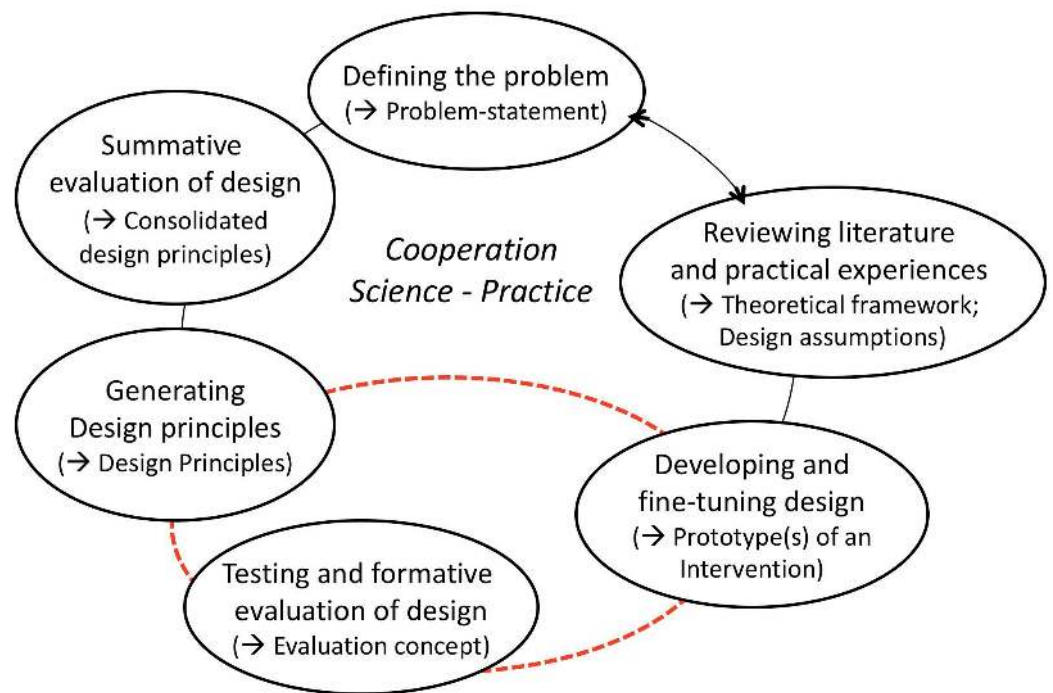 Defining the problem
(→ Problem-statement)
Summative
evaluation of design
(→ Consolidated
design principles)
Cooperation
Science - Practice
Reviewing literature
and practical experiences
(→ Theoretical framework;
Design assumptions)
Generating
Design principles
(→ Design Principles)
Developing and
fine-tuning design
(→ Prototype(s) of an
Intervention)
Testing and formative
evaluation of design
(→ Evaluation concept)